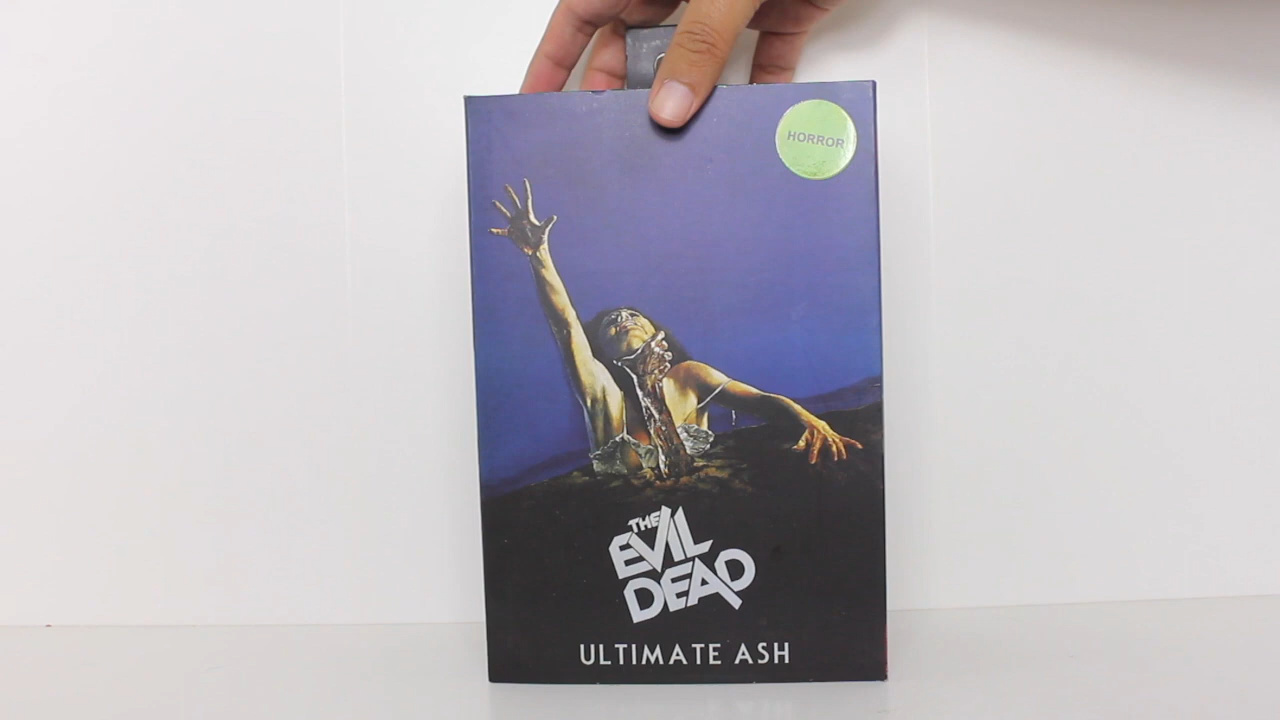 HORROR
THE
EVIL
DEAD
ULTIMATE ASH